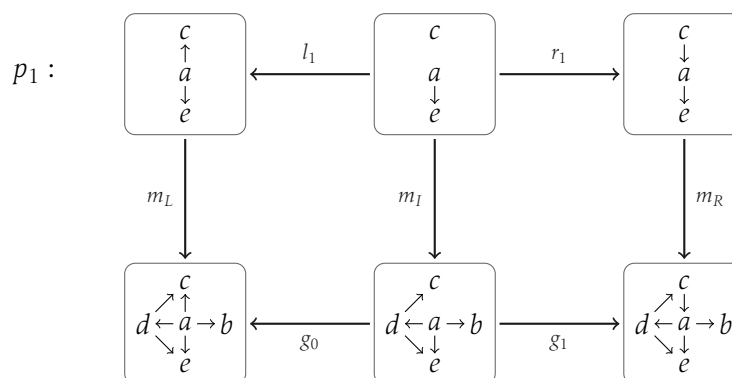 c c c
↑ ↓
p₁ : a l₁ a r₁ a
↓ ↓ ↓
e e e
m_L m_I m_R
c c c
↗ ↑ ↗ ↗ ↓
d ← a → b g₀ d ← a → b g₁ d ← a → b
↘ ↓ ↘ ↓ ↘ ↓
e e e